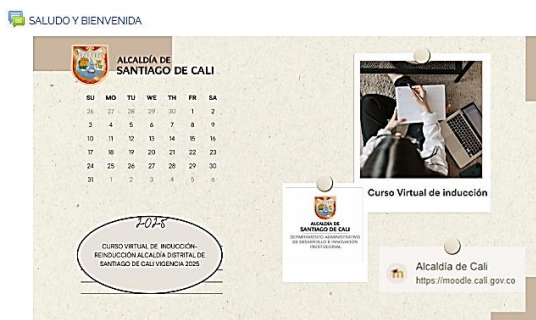 SALUDO Y BIENVENIDA
ALCALDÍA DE
SANTIAGO DE CALI
SU MO TU WE TH FR SA
26 27 28 29 30 1 2
3 4 5 6 7 8 9
10 11 12 13 14 15 16
17 18 19 20 21 22 23
24 25 26 27 28 29 30
31 1 2 3 4 5 6
CURSO VIRTUAL DE INDUCCIÓN-
REINDUCCIÓN ALCALDÍA DISTRITAL DE
SANTIAGO DE CALI VIGENCIA 2025
Curso Virtual de inducción
ALCALDÍA DE
SANTIAGO DE CALI
DEPARTAMENTO ADMINISTRATIVO
DE DESARROLLO E INNOVACIÓN
INSTITUCIONAL
Alcaldía de Cali
https://moodle.cali.gov.co